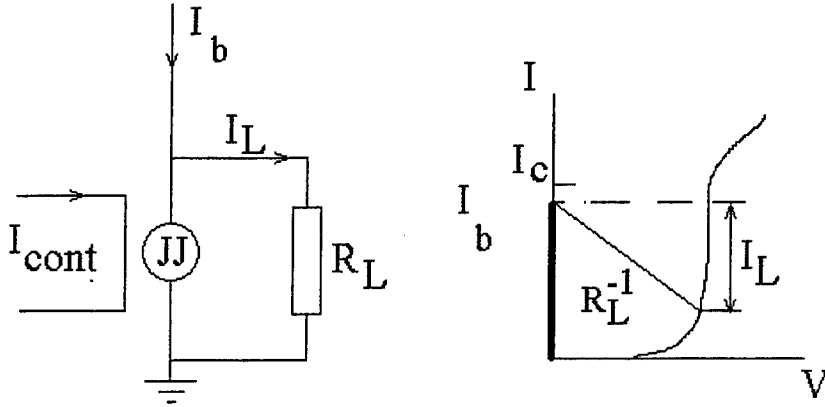 I_b
I_L
I_cont
JJ
R_L
I
I_c
I_b
R_L^-1
I_L
V